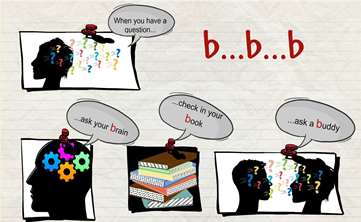 When you have a
question...
b...b...b
...ask your brain
...check in your
book
...ask a buddy